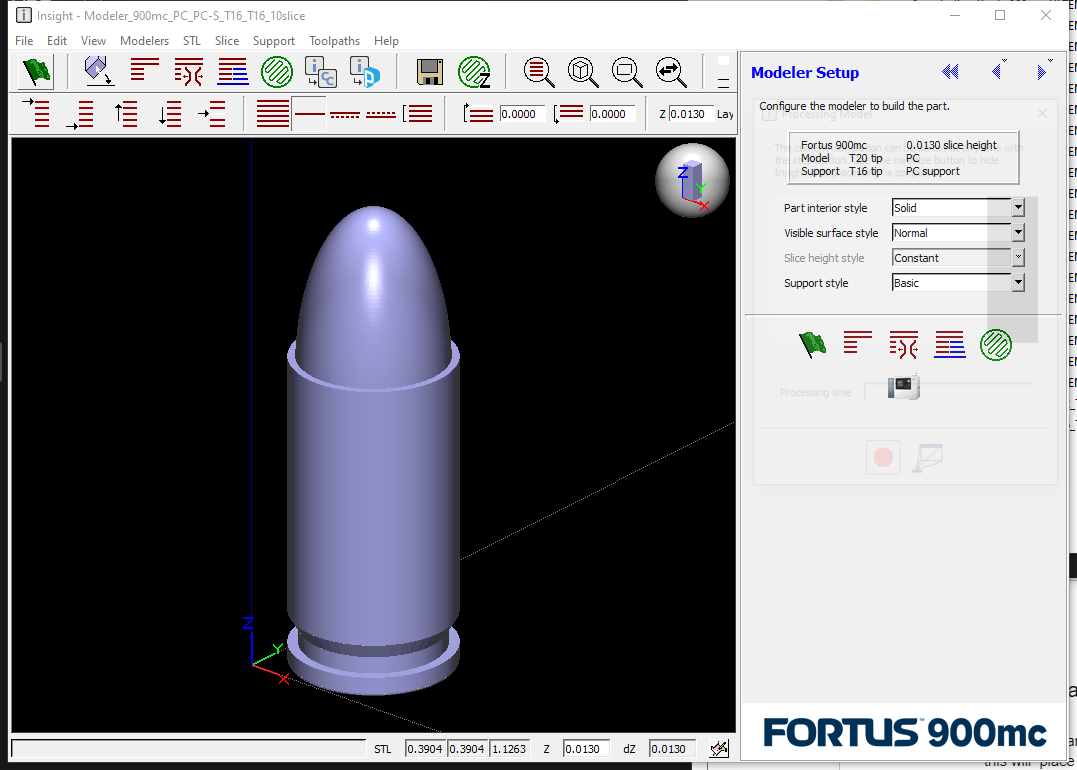 Insight - Modeler_900mc_PC_PC-S_T16_T16_10slice
File Edit View Modelers STL Slice Support Toolpaths Help
0.0000 0.0000 Z 0.0130 Lay
Modeler Setup
Configure the modeler to build the part.
Processing Model
Fortus 900mc 0.0130 slice height
Model T20 tip PC
Support T16 tip PC support
Part interior style Solid
Visible surface style Normal
Slice height style Constant
Support style Basic
Processing time
Z
Y
X
Z
Y
X
FORTUS 900mc
STL 0.3904 0.3904 1.1263 Z 0.0130 dZ 0.0130